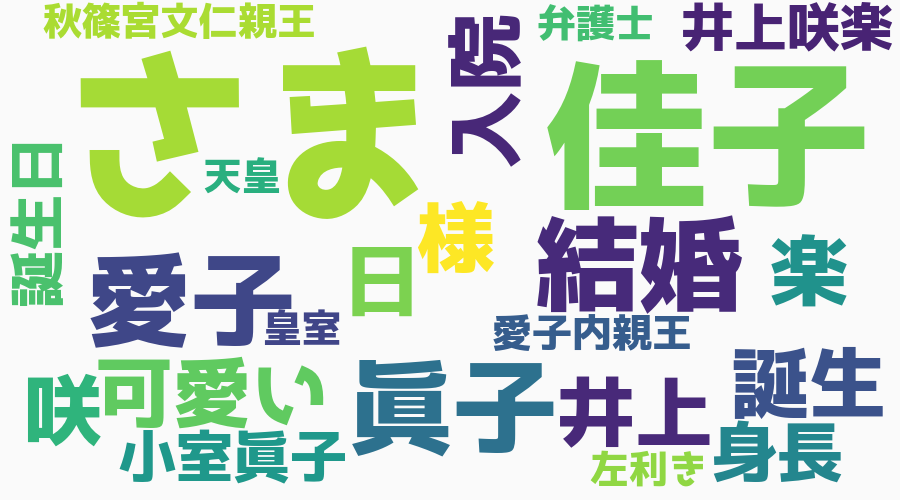 秋篠宮文仁親王
弁護士
井上咲楽
さま
入院
佳子
天皇
誕生日
様
結婚
楽
愛子
日
皇室
愛子内親王
可愛い
咲
眞子
井上
誕生
小室眞子
左利き
身長